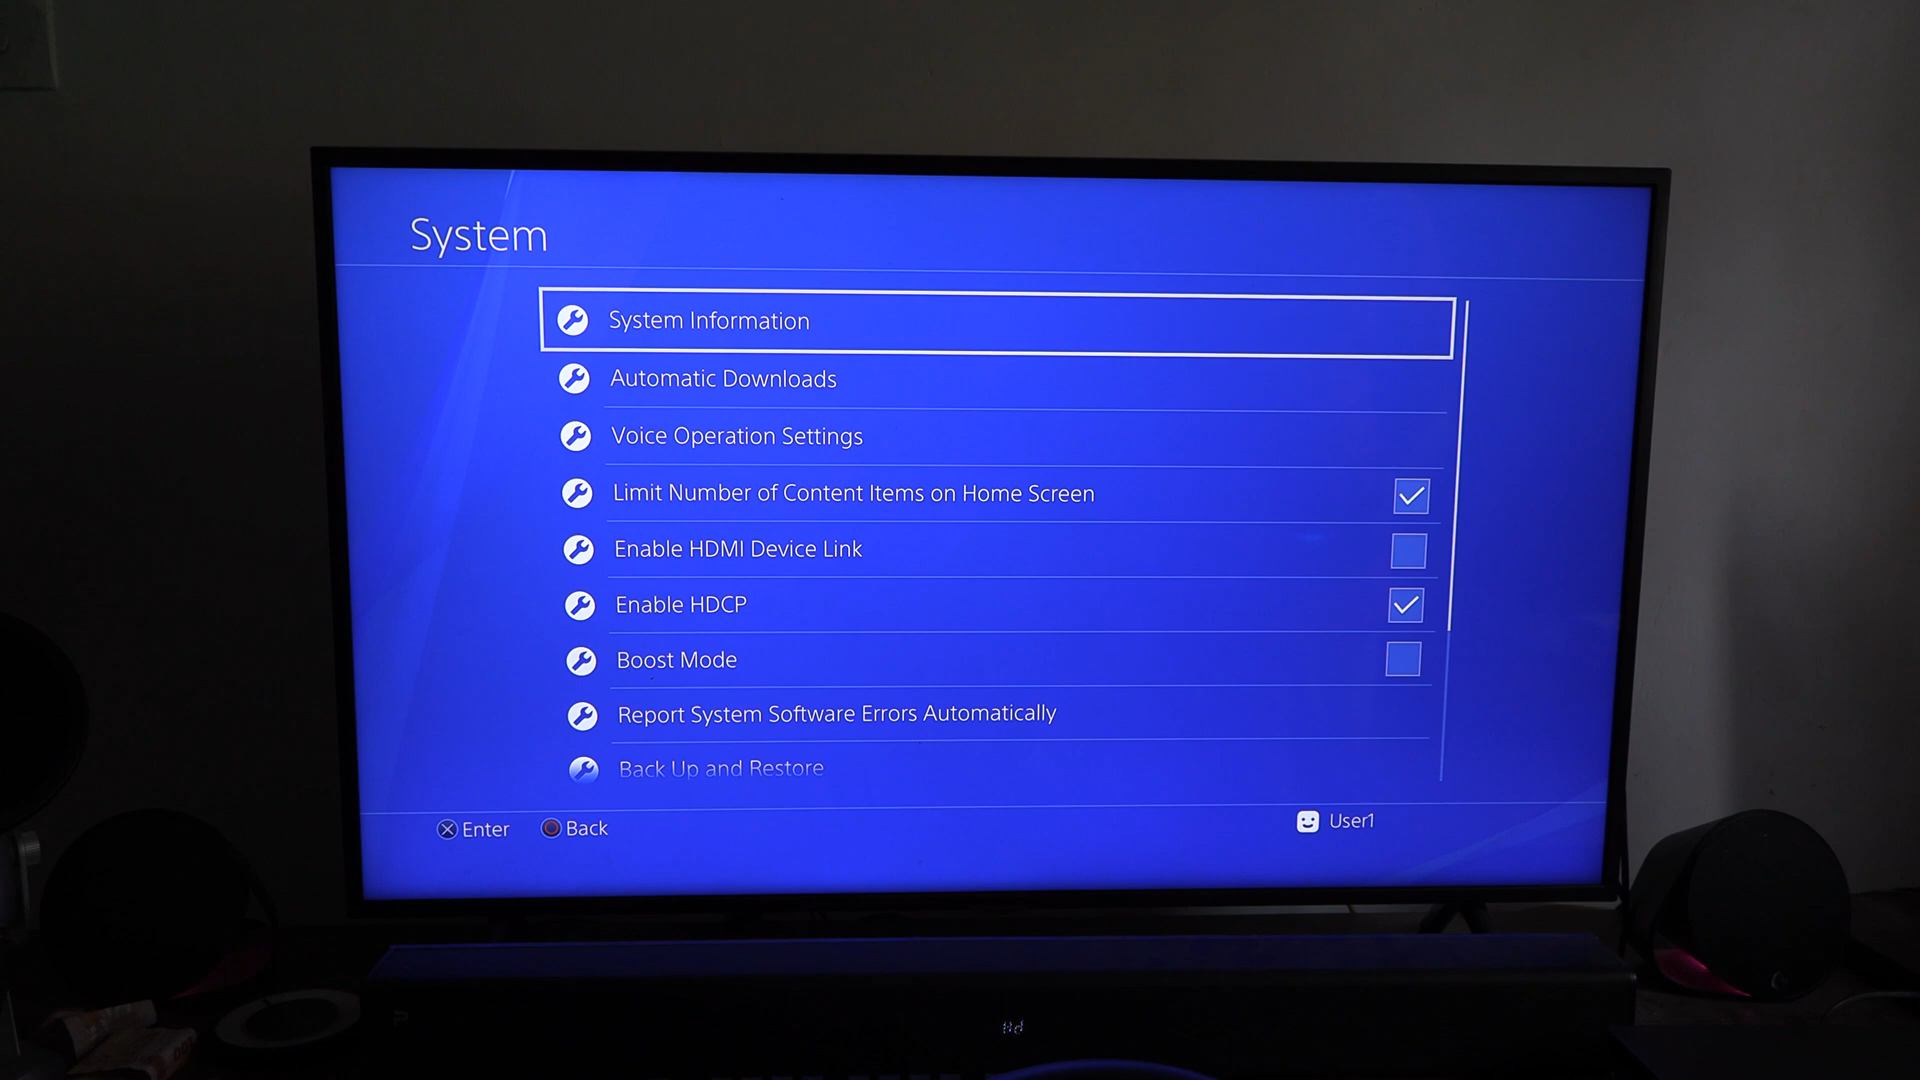 System
System Information
Automatic Downloads
Voice Operation Settings
Limit Number of Content Items on Home Screen
Enable HDMI Device Link
Enable HDCP
Boost Mode
Report System Software Errors Automatically
Back Up and Restore
Enter Back User1